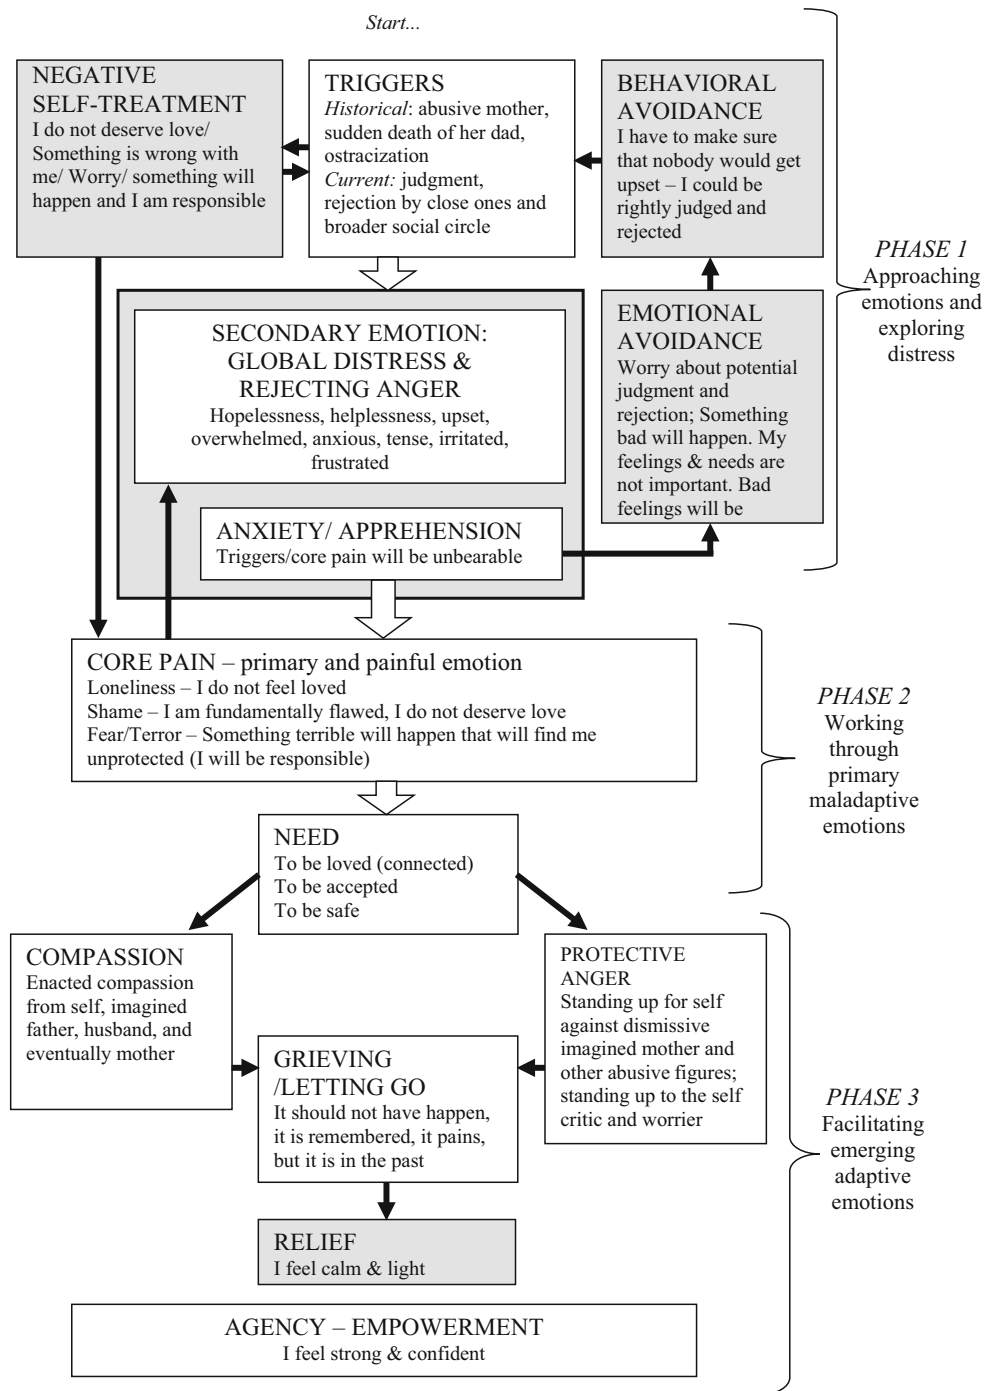 Start...
NEGATIVE
SELF-TREATMENT
I do not deserve love/
Something is wrong with
me/ Worry/ something will
happen and I am responsible
TRIGGERS
Historical: abusive mother,
sudden death of her dad,
ostracization
Current: judgment,
rejection by close ones and
broader social circle
BEHAVIORAL
AVOIDANCE
I have to make sure
that nobody would get
upset – I could be
rightly judged and
rejected
PHASE 1
Approaching
emotions and
exploring
distress
SECONDARY EMOTION:
GLOBAL DISTRESS &
REJECTING ANGER
Hopelessness, helplessness, upset,
overwhelmed, anxious, tense, irritated,
frustrated
EMOTIONAL
AVOIDANCE
Worry about potential
judgment and
rejection; Something
bad will happen. My
feelings & needs are
not important. Bad
feelings will be
ANXIETY/ APPREHENSION
Triggers/core pain will be unbearable
CORE PAIN – primary and painful emotion
Loneliness – I do not feel loved
Shame – I am fundamentally flawed, I do not deserve love
Fear/Terror – Something terrible will happen that will find me
unprotected (I will be responsible)
PHASE 2
Working
through
primary
maladaptive
emotions
NEED
To be loved (connected)
To be accepted
To be safe
COMPASSION
Enacted compassion
from self, imagined
father, husband, and
eventually mother
PROTECTIVE
ANGER
Standing up for self
against dismissive
imagined mother and
other abusive figures;
standing up to the self
critic and worrier
GRIEVING
/LETTING GO
It should not have happen,
it is remembered, it pains,
but it is in the past
PHASE 3
Facilitating
emerging
adaptive
emotions
RELIEF
I feel calm & light
AGENCY – EMPOWERMENT
I feel strong & confident